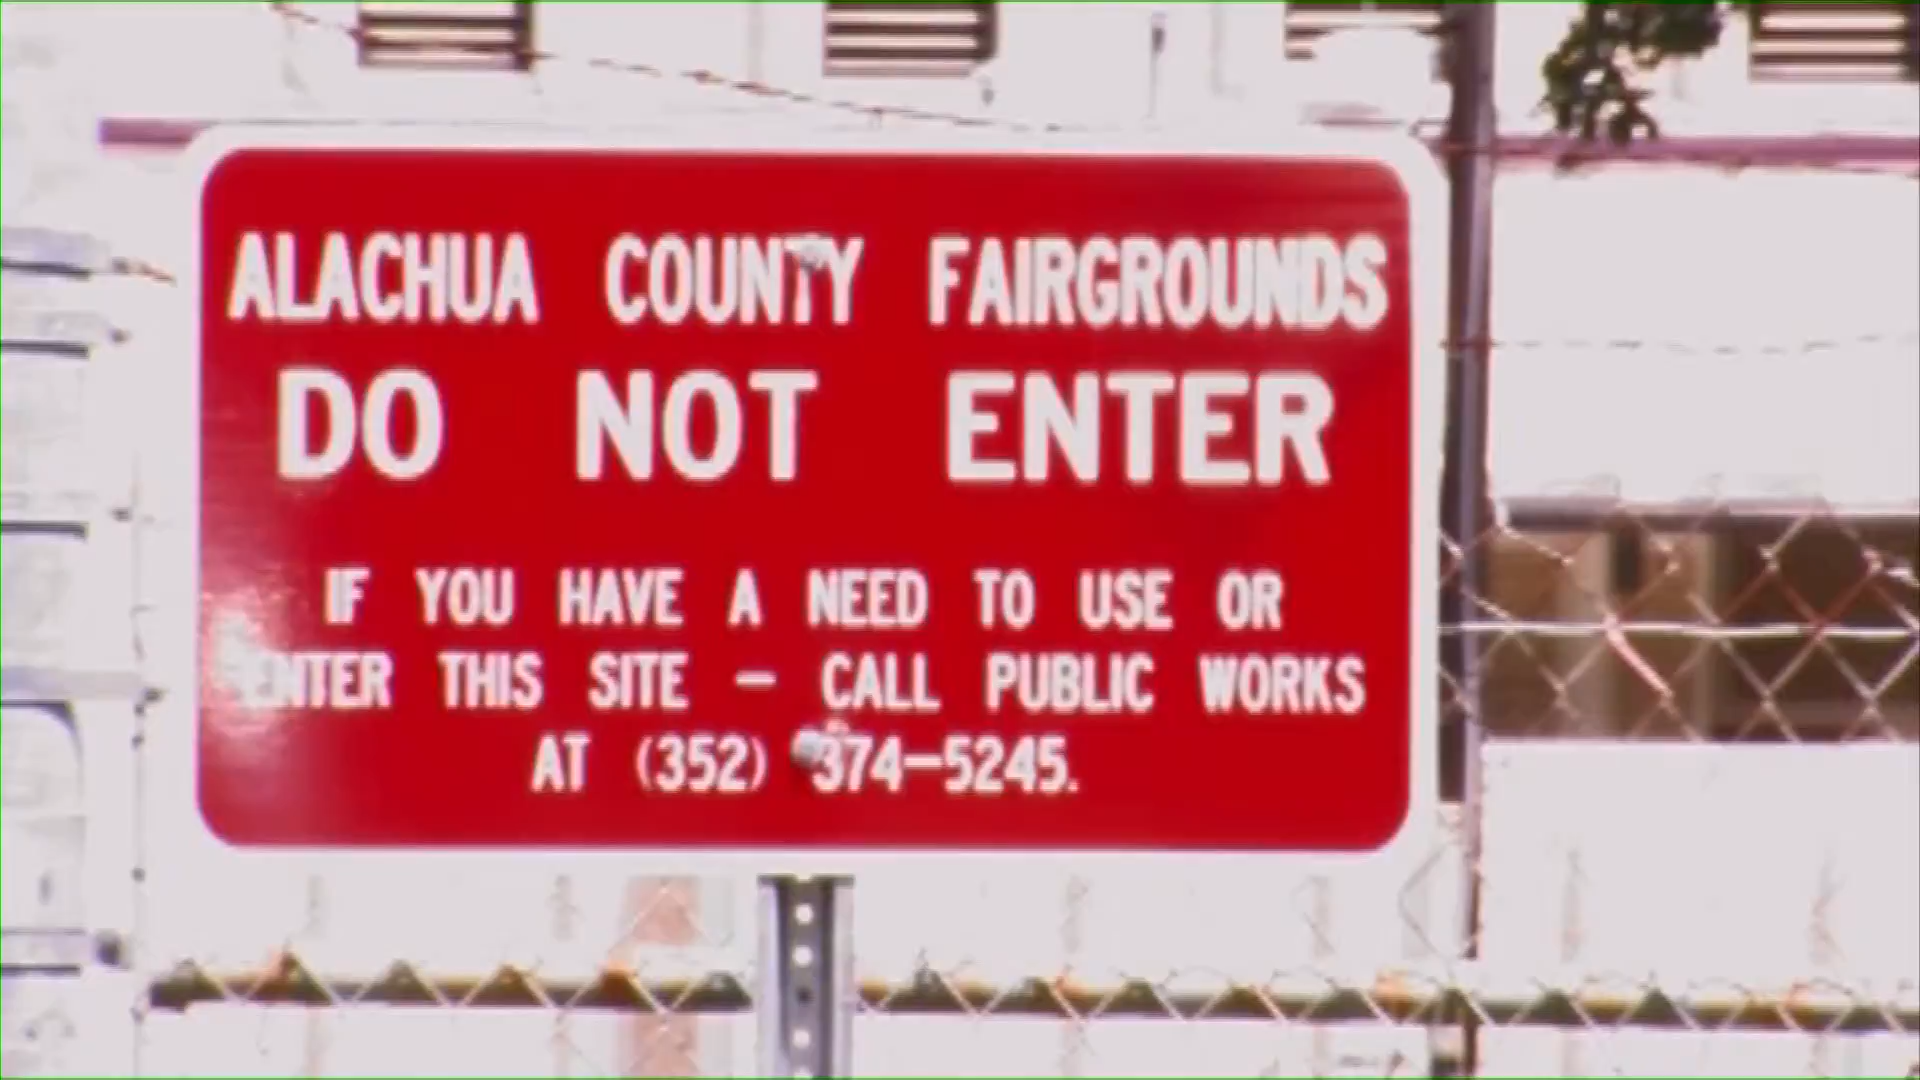 ALACHUA COUNTY FAIRGROUNDS
DO NOT ENTER
IF YOU HAVE A NEED TO USE OR
ENTER THIS SITE – CALL PUBLIC WORKS
AT (352) 374–5245.